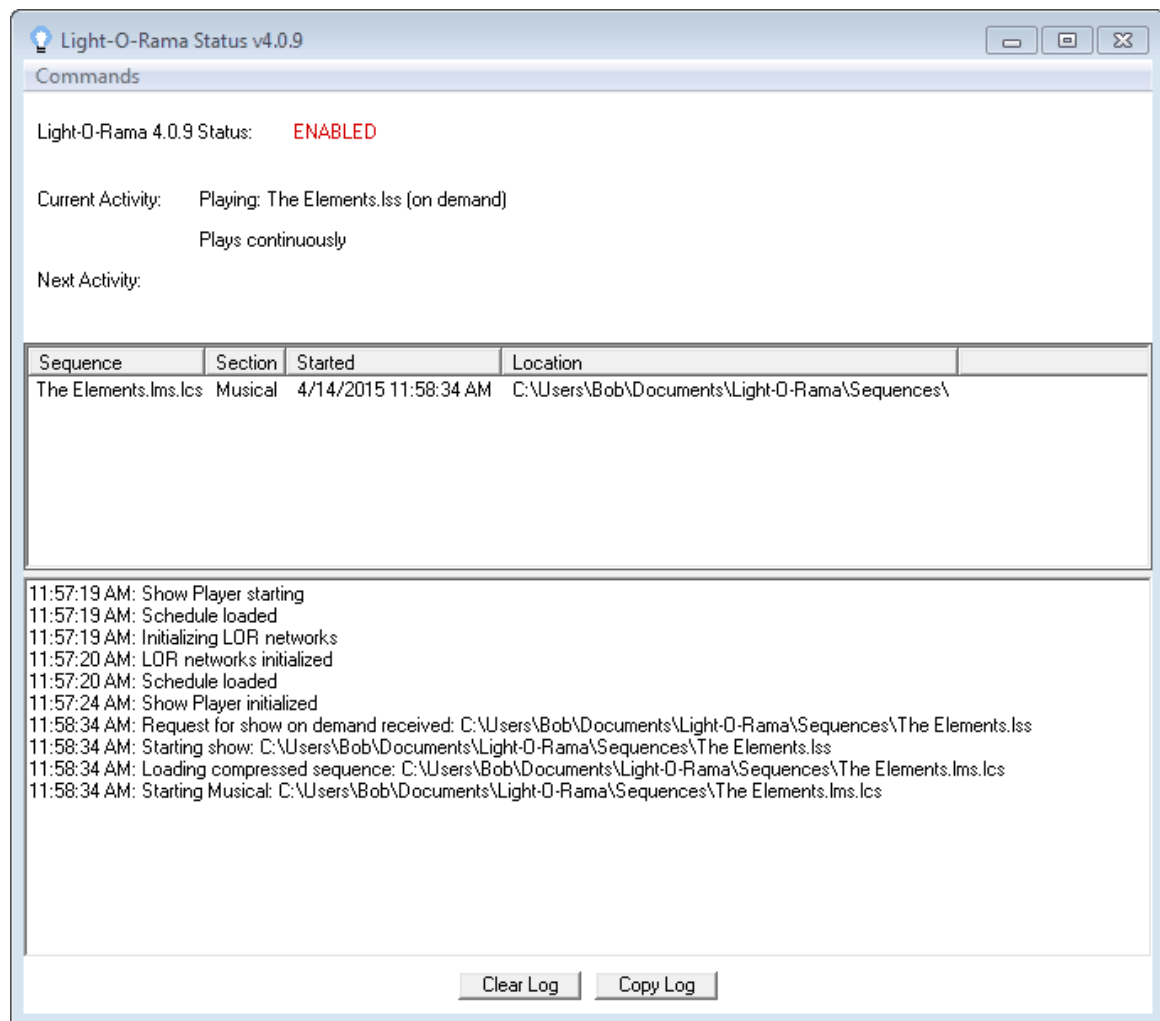 Light-O-Rama Status v4.0.9
Commands
Light-O-Rama 4.0.9 Status: ENABLED
Current Activity: Playing: The Elements.lss (on demand)
Plays continuously
Next Activity:
Sequence Section Started Location
The Elements.lms.lcs Musical 4/14/2015 11:58:34 AM C:\Users\Bob\Documents\Light-O-Rama\Sequences\
11:57:19 AM: Show Player starting
11:57:19 AM: Schedule loaded
11:57:19 AM: Initializing LOR networks
11:57:20 AM: LOR networks initialized
11:57:20 AM: Schedule loaded
11:57:24 AM: Show Player initialized
11:58:34 AM: Request for show on demand received: C:\Users\Bob\Documents\Light-O-Rama\Sequences\The Elements.lss
11:58:34 AM: Starting show: C:\Users\Bob\Documents\Light-O-Rama\Sequences\The Elements.lss
11:58:34 AM: Loading compressed sequence: C:\Users\Bob\Documents\Light-O-Rama\Sequences\The Elements.lms.lcs
11:58:34 AM: Starting Musical: C:\Users\Bob\Documents\Light-O-Rama\Sequences\The Elements.lms.lcs
Clear Log Copy Log